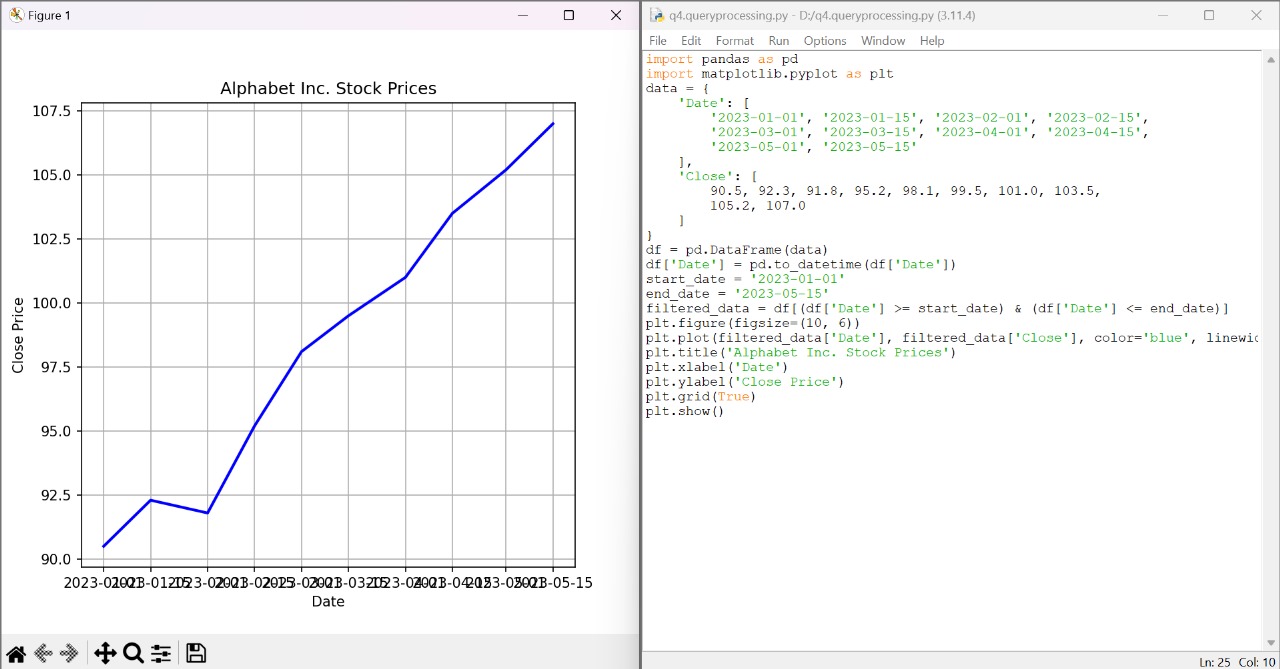 Figure 1
Alphabet Inc. Stock Prices
107.5
105.0
102.5
100.0
97.5
95.0
92.5
90.0
Close Price
2023-01-01 2023-01-15 2023-02-01 2023-02-15 2023-03-01 2023-03-15 2023-04-01 2023-04-15 2023-05-01 2023-05-15
Date
q4.queryprocessing.py - D:/q4.queryprocessing.py (3.11.4)
File Edit Format Run Options Window Help
import pandas as pd
import matplotlib.pyplot as plt
data = {
    'Date': [
        '2023-01-01', '2023-01-15', '2023-02-01', '2023-02-15',
        '2023-03-01', '2023-03-15', '2023-04-01', '2023-04-15',
        '2023-05-01', '2023-05-15'
    ],
    'Close': [
        90.5, 92.3, 91.8, 95.2, 98.1, 99.5, 101.0, 103.5,
        105.2, 107.0
    ]
}
df = pd.DataFrame(data)
df['Date'] = pd.to_datetime(df['Date'])
start_date = '2023-01-01'
end_date = '2023-05-15'
filtered_data = df[(df['Date'] >= start_date) & (df['Date'] <= end_date)]
plt.figure(figsize=(10, 6))
plt.plot(filtered_data['Date'], filtered_data['Close'], color='blue', linewid
plt.title('Alphabet Inc. Stock Prices')
plt.xlabel('Date')
plt.ylabel('Close Price')
plt.grid(True)
plt.show()
Ln: 25 Col: 10